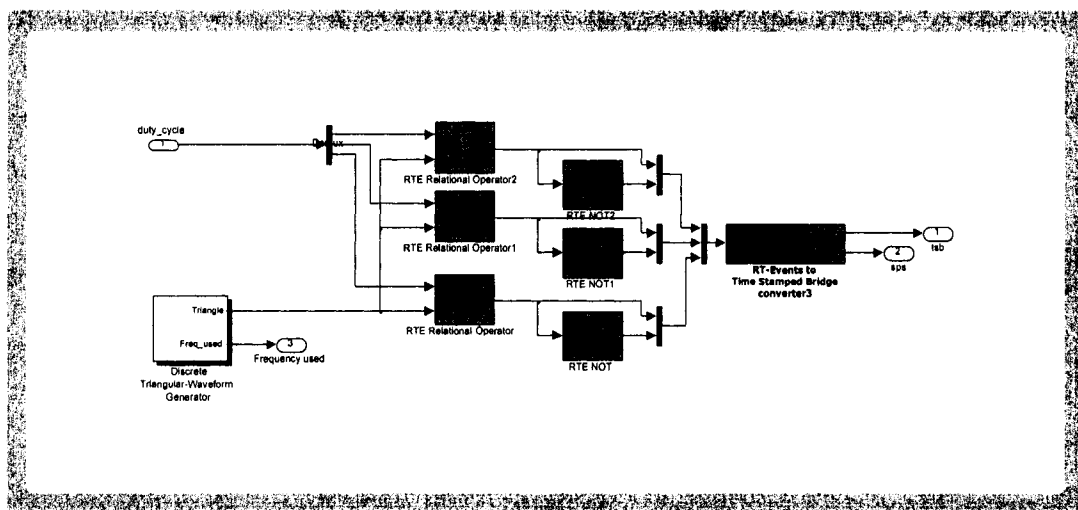 duty_cycle
1
RTE Relational Operator2
RTE NOT2
RTE Relational Operator1
RTE NOT1
RT-Events to
Time Stamped Bridge
converter3
1
tsb
2
sps
Triangle
Freq_used
3
Frequency used
Discrete
Triangular-Waveform
Generator
RTE Relational Operator
RTE NOT